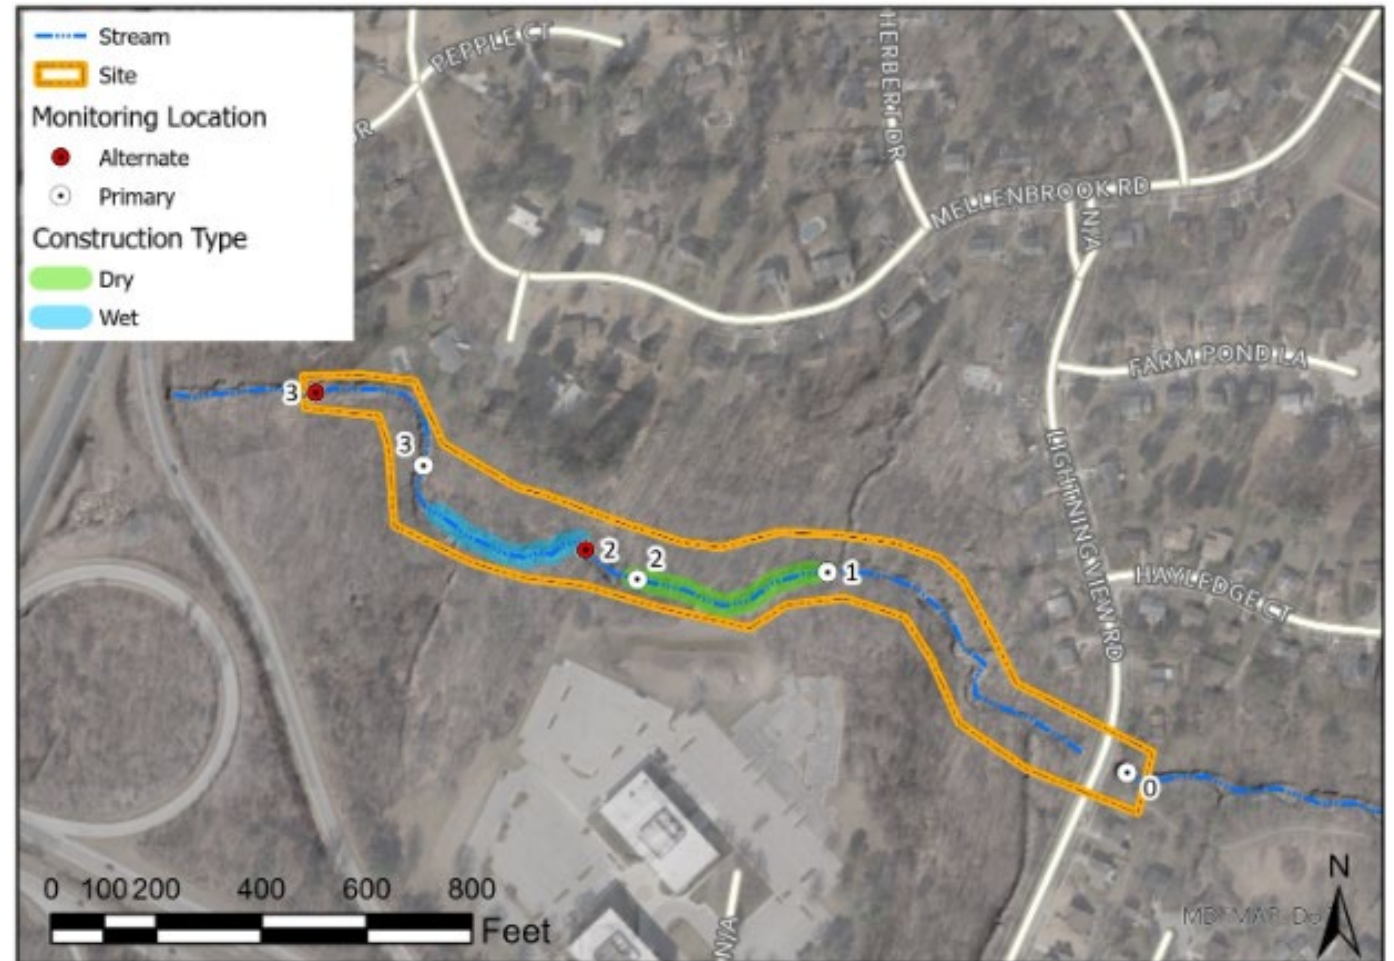 Stream
Site
Monitoring Location
Alternate
Primary
Construction Type
Dry
Wet
PEPPLE CT
HERBERT DR
R
MELLENBROOK RD
N/A
FARM POND LA
3
3
LIGHTNING VIEW RD
2
2
1
HAYLEDGE CT
0
0 100 200 400 600 800
Feet
N
N/A